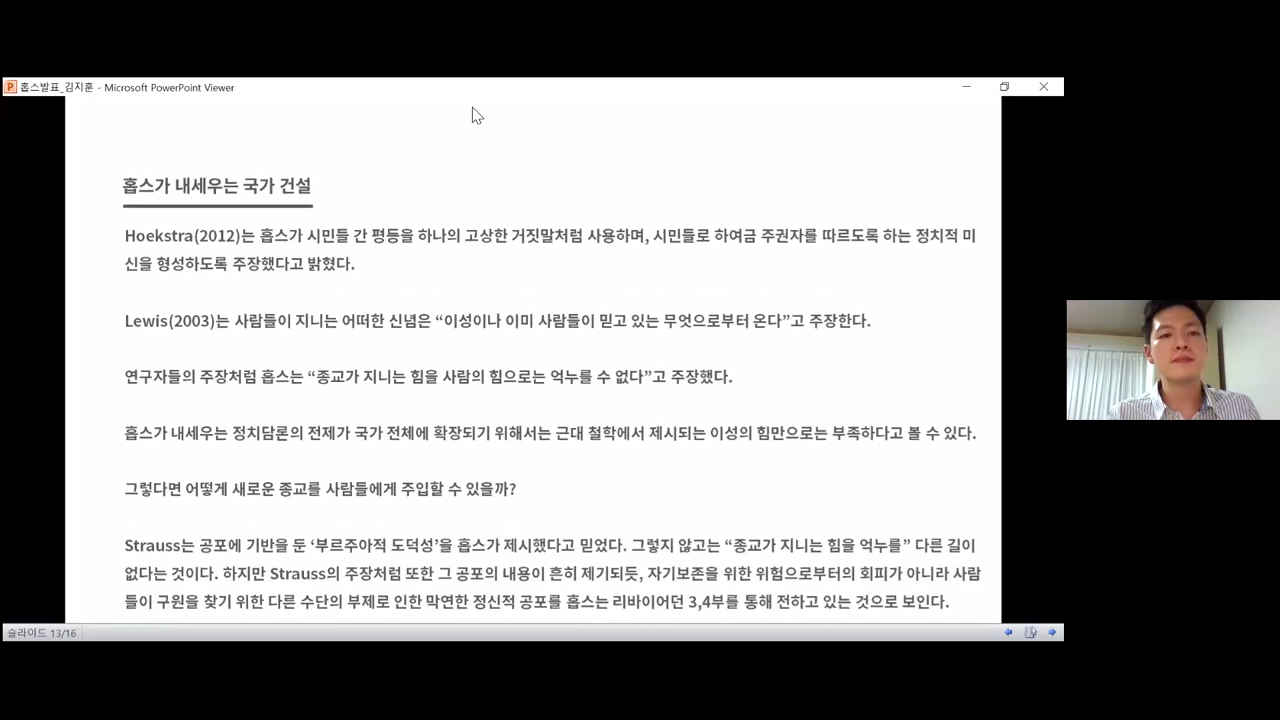 홉스발표_김지훈 - Microsoft PowerPoint Viewer
홉스가 내세우는 국가 건설
Hoekstra(2012)는 홉스가 시민들 간 평등을 하나의 고상한 거짓말처럼 사용하며, 시민들로 하여금 주권자를 따르도록 하는 정치적 미
신을 형성하도록 주장했다고 밝혔다.
Lewis(2003)는 사람들이 지니는 어떠한 신념은 “이성이나 이미 사람들이 믿고 있는 무엇으로부터 온다”고 주장한다.
연구자들의 주장처럼 홉스는 “종교가 지니는 힘을 사람의 힘으로는 억누를 수 없다”고 주장했다.
홉스가 내세우는 정치담론의 전제가 국가 전체에 확장되기 위해서는 근대 철학에서 제시되는 이성의 힘만으로는 부족하다고 볼 수 있다.
그렇다면 어떻게 새로운 종교를 사람들에게 주입할 수 있을까?
Strauss는 공포에 기반을 둔 ‘부르주아적 도덕성’을 홉스가 제시했다고 믿었다. 그렇지 않고는 “종교가 지니는 힘을 억누를” 다른 길이
없다는 것이다. 하지만 Strauss의 주장처럼 또한 그 공포의 내용이 흔히 제기되듯, 자기보존을 위한 위험으로부터의 회피가 아니라 사람
들이 구원을 찾기 위한 다른 수단의 부제로 인한 막연한 정신적 공포를 홉스는 리바이어던 3,4부를 통해 전하고 있는 것으로 보인다.
슬라이드 13/16